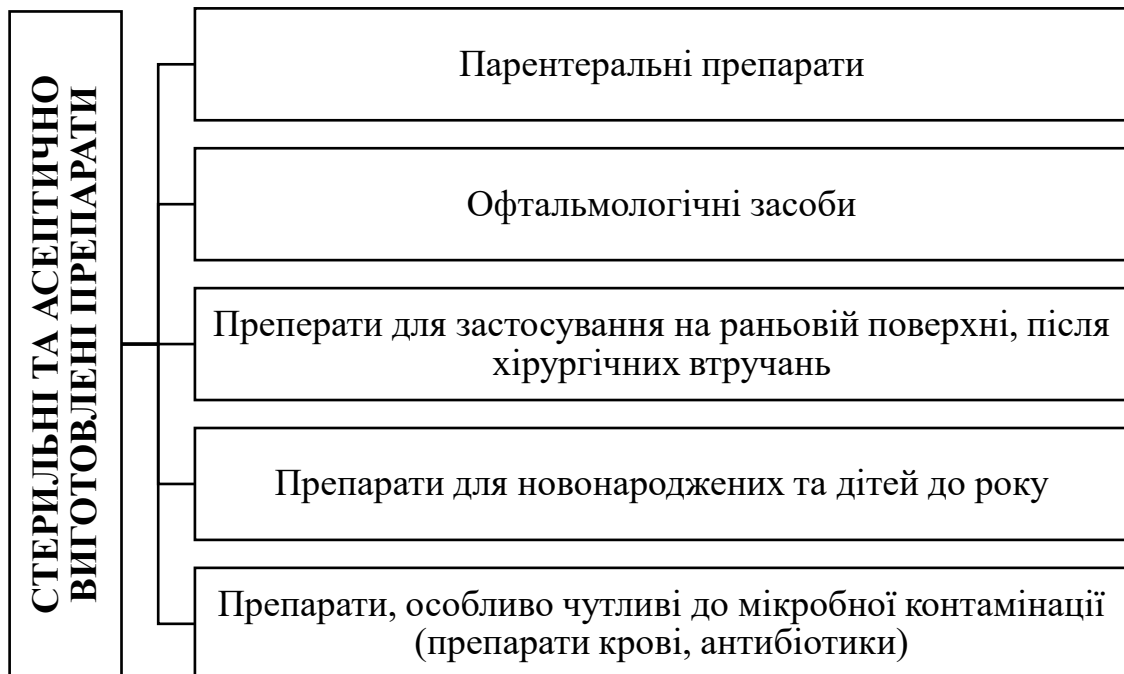 СТЕРИЛЬНІ ТА АСЕПТИЧНО
ВИГОТОВЛЕНІ ПРЕПАРАТИ
Парентеральні препарати
Офтальмологічні засоби
Преперати для застосування на раньовій поверхні, після
хірургічних втручань
Препарати для новонароджених та дітей до року
Препарати, особливо чутливі до мікробної контамінації
(препарати крові, антибіотики)